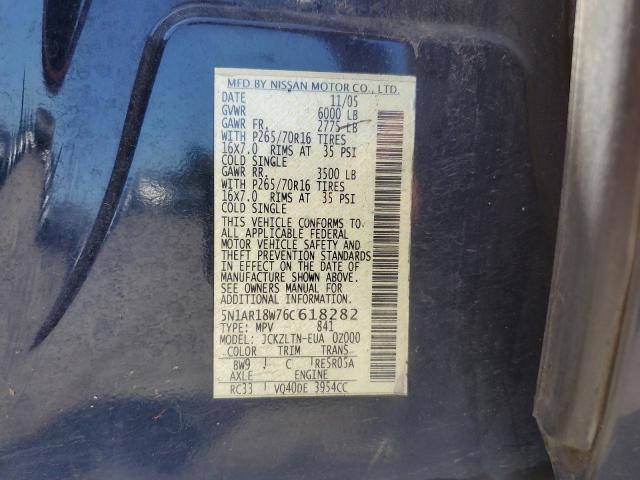 MFD BY NISSAN MOTOR CO., LTD.
DATE 11/05
GVWR 6000 LB
GAWR FR. 2775 LB
WITH P265/70R16 TIRES
16X7.0 RIMS AT 35 PSI
COLD SINGLE
GAWR RR. 3500 LB
WITH P265/70R16 TIRES
16X7.0 RIMS AT 35 PSI
COLD SINGLE
THIS VEHICLE CONFORMS TO
ALL APPLICABLE FEDERAL
MOTOR VEHICLE SAFETY AND
THEFT PREVENTION STANDARDS
IN EFFECT ON THE DATE OF
MANUFACTURE SHOWN ABOVE.
SEE OWNERS MANUAL FOR
ADDITIONAL INFORMATION
5N1AR18W76C618282
TYPE: MPV 841
MODEL: JCKZLTN-EUA 02000
COLOR TRIM TRANS
BW9 C RE5R05A
AXLE ENGINE
RC33 VQ40DE 3954CC